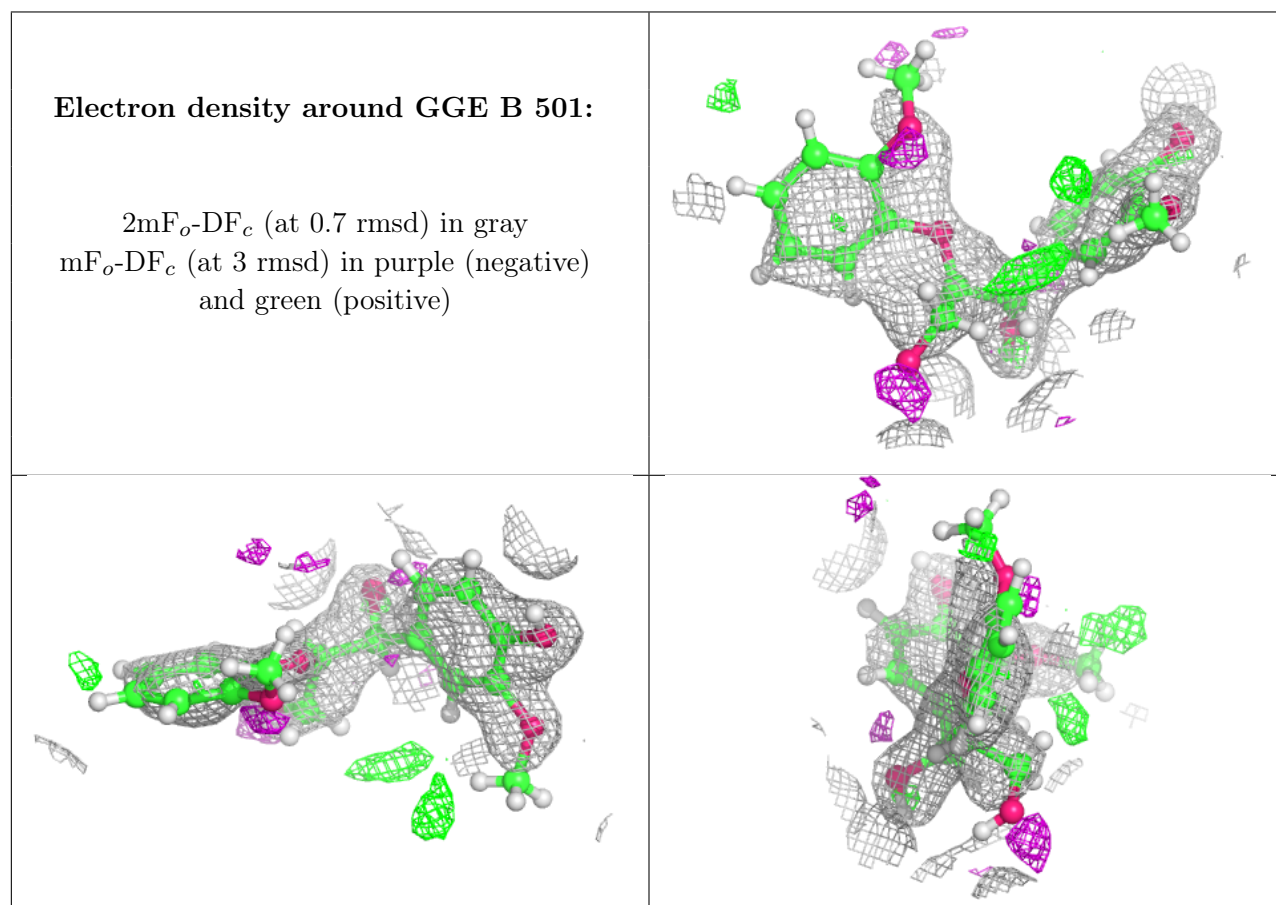 Electron density around GGE B 501:
2mFo-DFc (at 0.7 rmsd) in gray
mFo-DFc (at 3 rmsd) in purple (negative)
and green (positive)